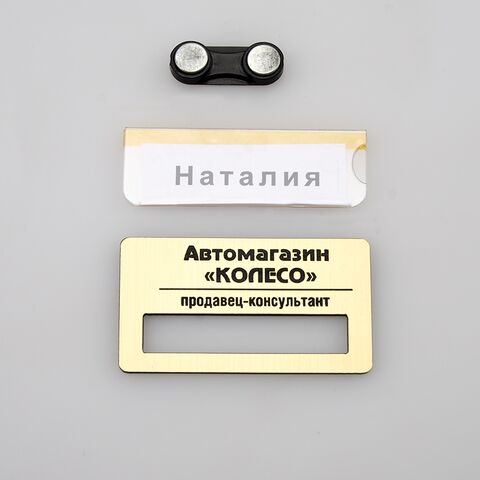 Наталия
Автомагазин
«КОЛЕСО»
продавец-консультант